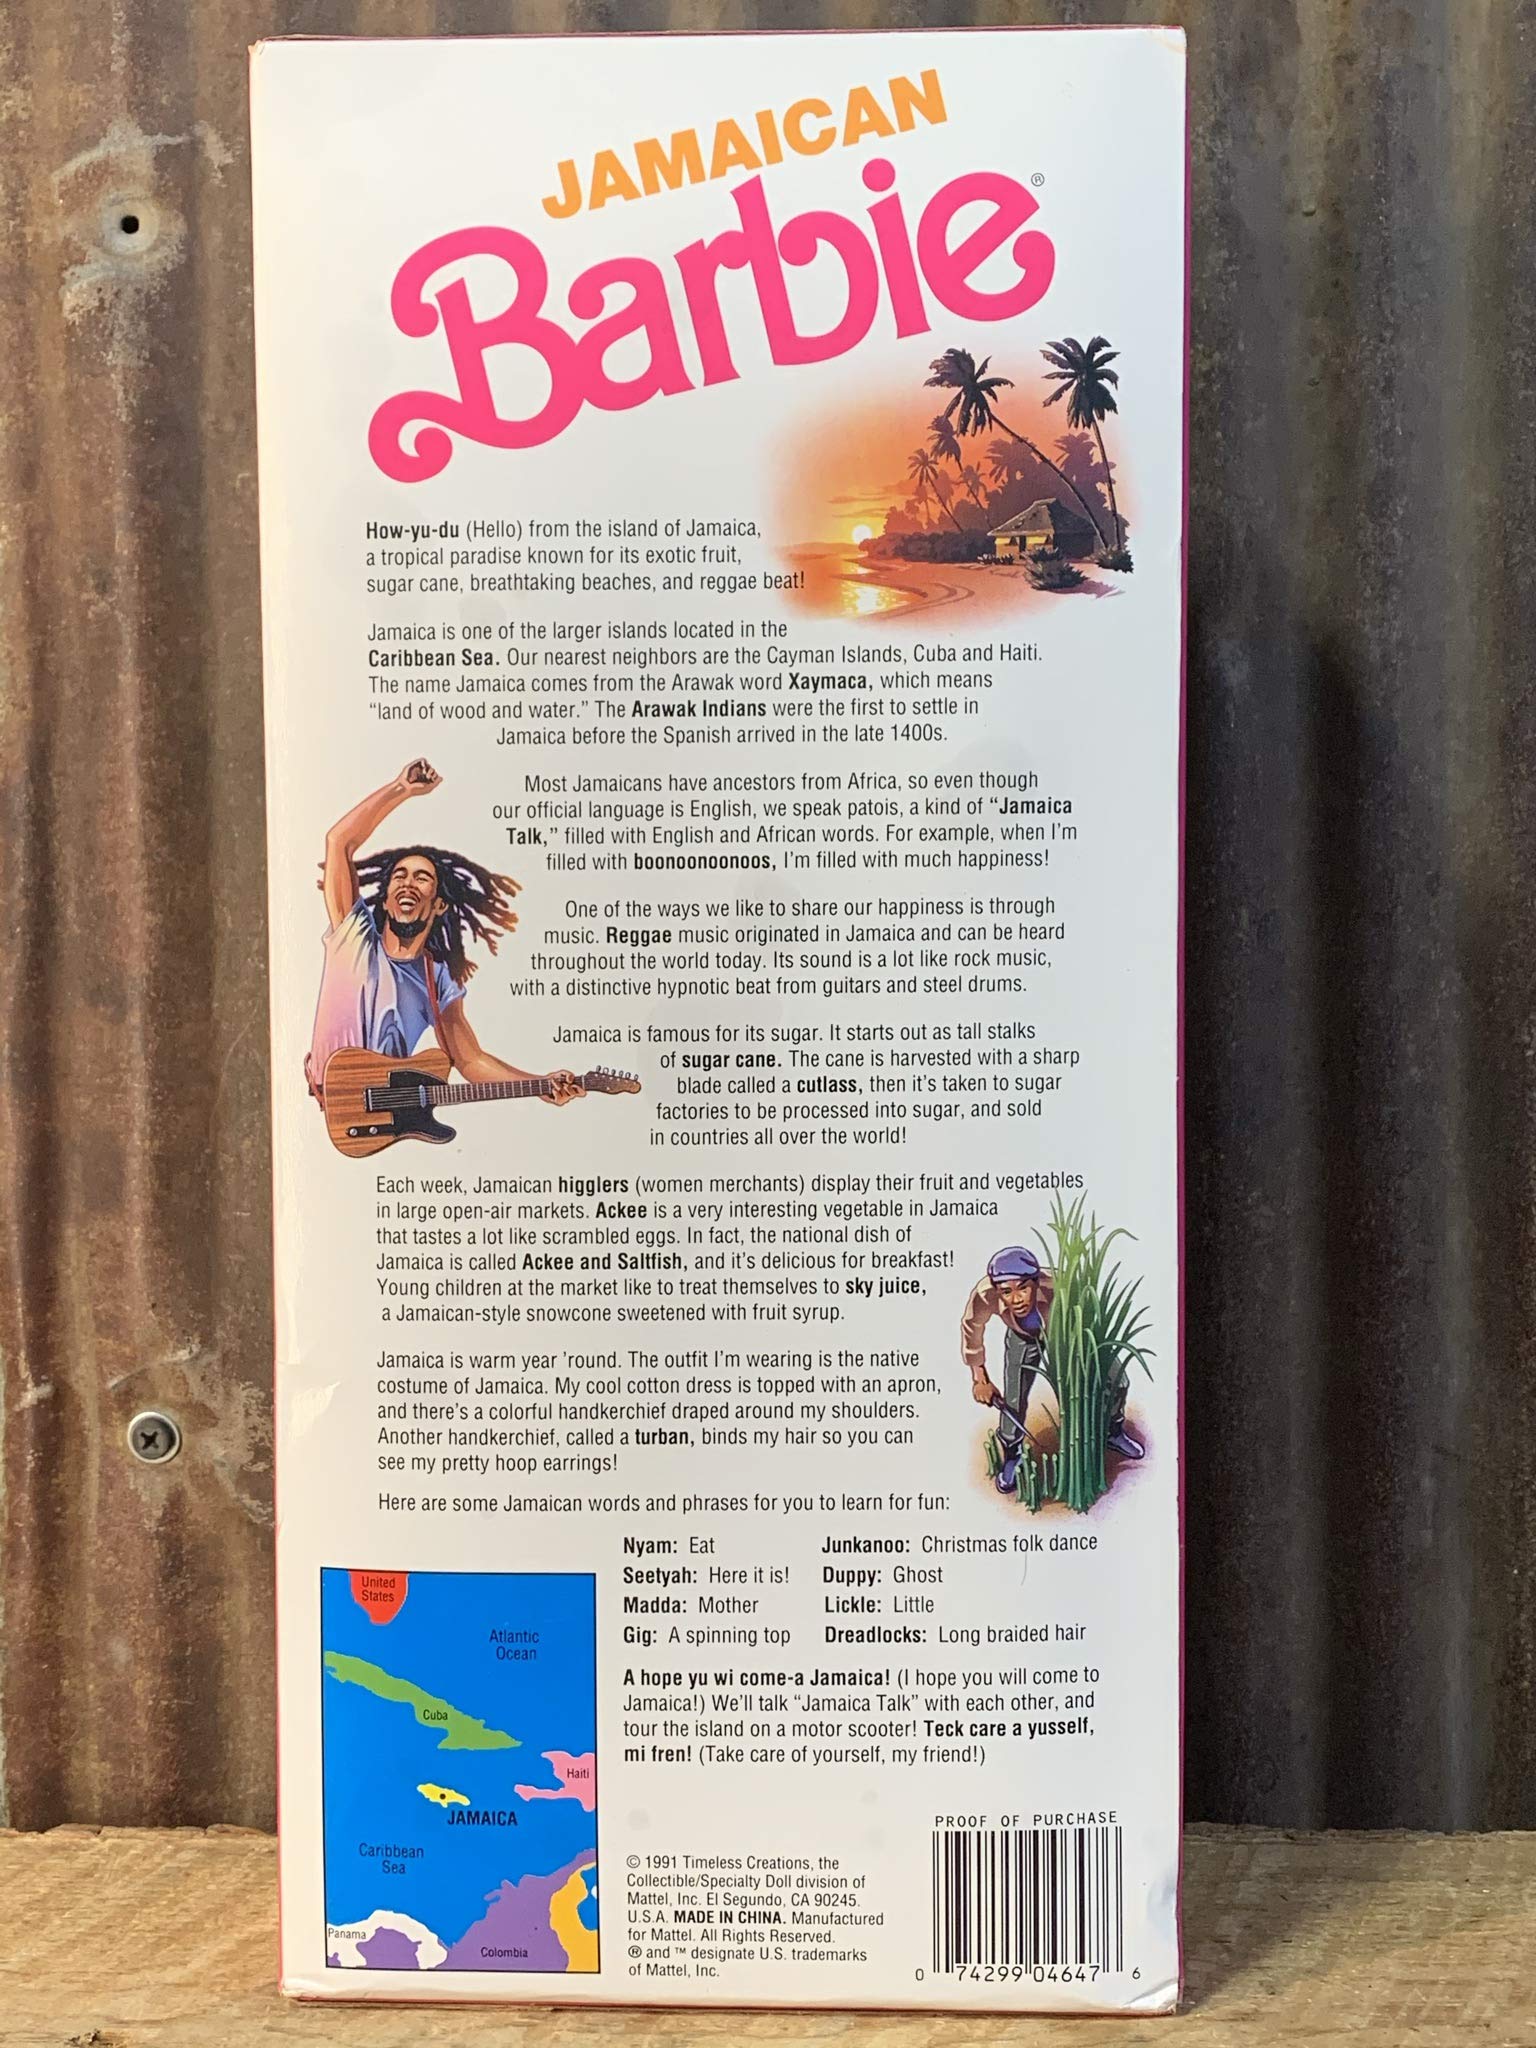 JAMAICAN
Barbie®
How-yu-du (Hello) from the island of Jamaica,
a tropical paradise known for its exotic fruit,
sugar cane, breathtaking beaches, and reggae beat!
Jamaica is one of the larger islands located in the
Caribbean Sea. Our nearest neighbors are the Cayman Islands, Cuba and Haiti.
The name Jamaica comes from the Arawak word Xaymaca, which means
“land of wood and water.” The Arawak Indians were the first to settle in
Jamaica before the Spanish arrived in the late 1400s.
Most Jamaicans have ancestors from Africa, so even though
our official language is English, we speak patois, a kind of “Jamaica
Talk,” filled with English and African words. For example, when I'm
filled with boonoonoonoos, I'm filled with much happiness!
One of the ways we like to share our happiness is through
music. Reggae music originated in Jamaica and can be heard
throughout the world today. Its sound is a lot like rock music,
with a distinctive hypnotic beat from guitars and steel drums.
Jamaica is famous for its sugar. It starts out as tall stalks
of sugar cane. The cane is harvested with a sharp
blade called a cutlass, then it's taken to sugar
factories to be processed into sugar, and sold
in countries all over the world!
Each week, Jamaican higglers (women merchants) display their fruit and vegetables
in large open-air markets. Ackee is a very interesting vegetable in Jamaica
that tastes a lot like scrambled eggs. In fact, the national dish of
Jamaica is called Ackee and Saltfish, and it's delicious for breakfast!
Young children at the market like to treat themselves to sky juice,
a Jamaican-style snowcone sweetened with fruit syrup.
Jamaica is warm year 'round. The outfit I'm wearing is the native
costume of Jamaica. My cool cotton dress is topped with an apron,
and there's a colorful handkerchief draped around my shoulders.
Another handkerchief, called a turban, binds my hair so you can
see my pretty hoop earrings!
Here are some Jamaican words and phrases for you to learn for fun:
Nyam: Eat
Seetyah: Here it is!
Madda: Mother
Gig: A spinning top
Junkanoo: Christmas folk dance
Duppy: Ghost
Lickle: Little
Dreadlocks: Long braided hair
A hope yu wi come-a Jamaica! (I hope you will come to
Jamaica!) We'll talk “Jamaica Talk” with each other, and
tour the island on a motor scooter! Teck care a yusself,
mi fren! (Take care of yourself, my friend!)
United
States
Atlantic
Ocean
Cuba
Haiti
JAMAICA
Caribbean
Sea
Panama
Colombia
© 1991 Timeless Creations, the
Collectible/Specialty Doll division of
Mattel, Inc. El Segundo, CA 90245.
U.S.A. MADE IN CHINA. Manufactured
for Mattel. All Rights Reserved.
® and ™ designate U.S. trademarks
of Mattel, Inc.
PROOF OF PURCHASE
0 74299 04647 6